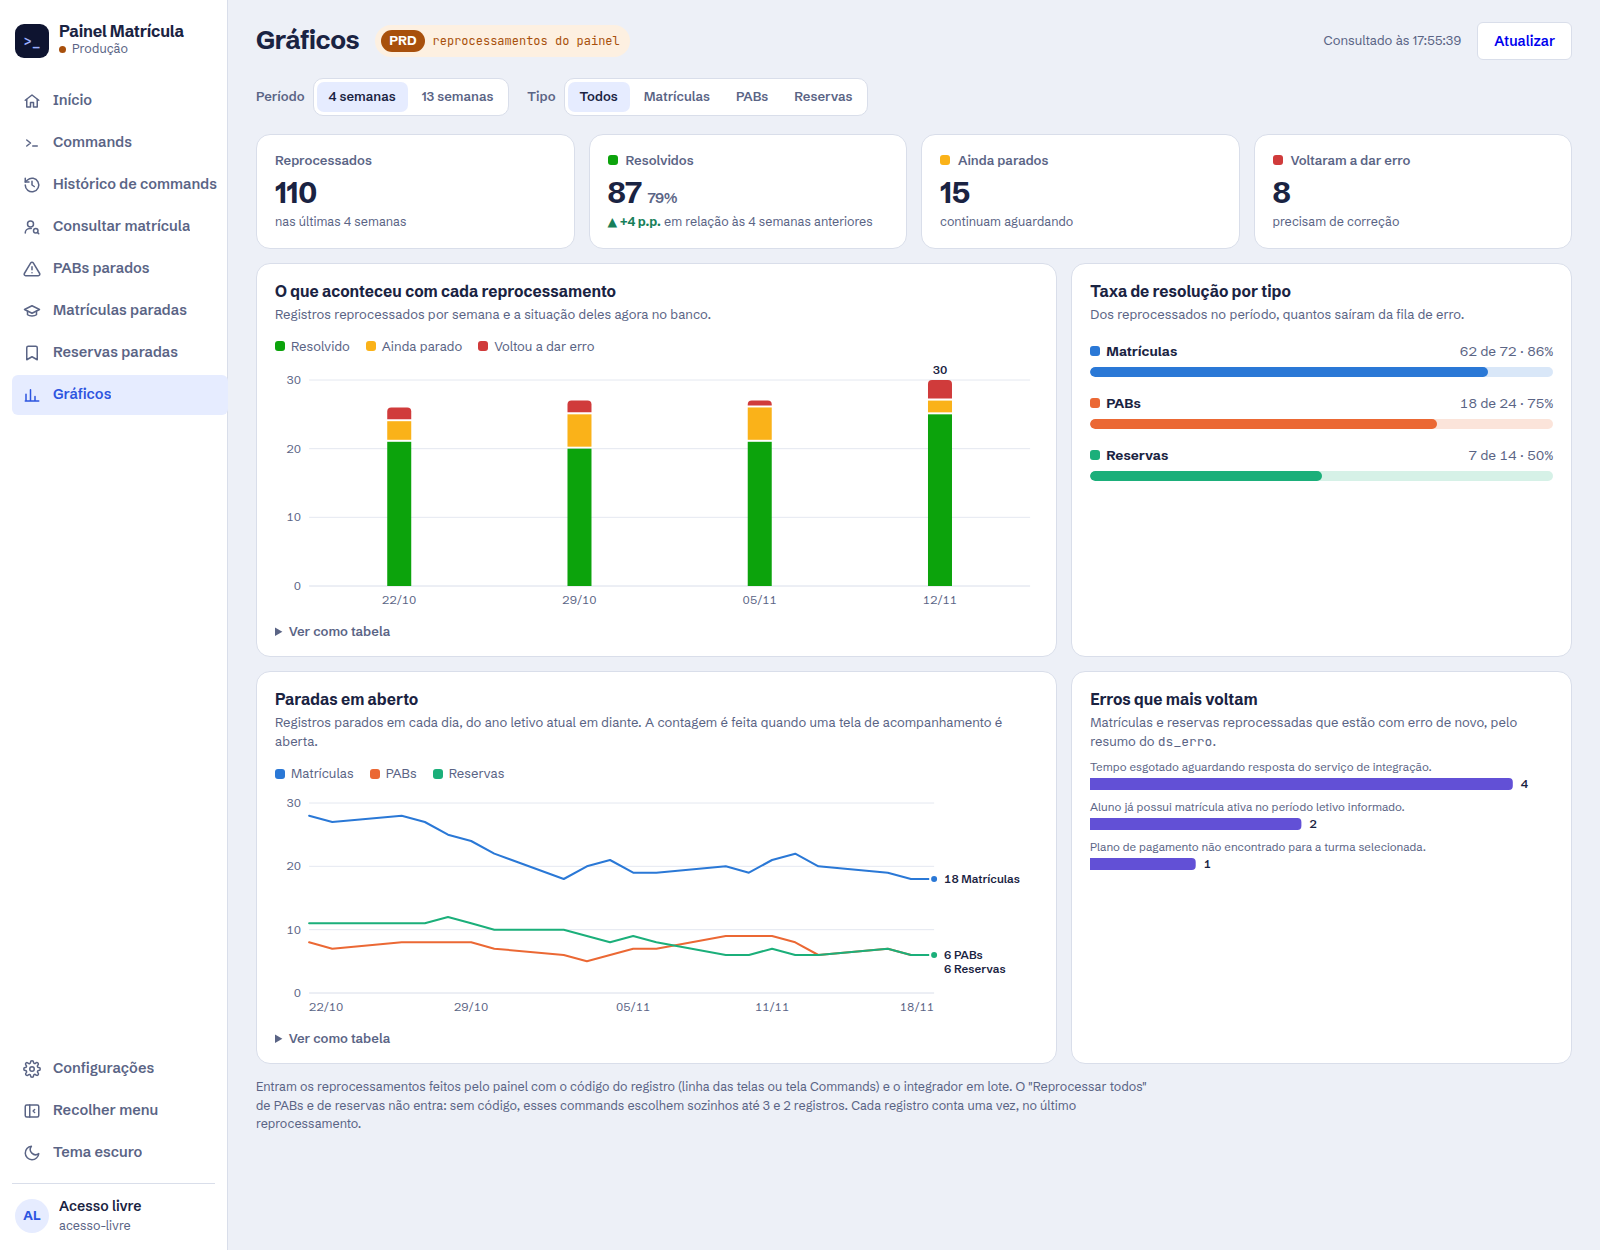 >_
Painel Matrícula
Produção
Início
Commands
Histórico de commands
Consultar matrícula
PABs parados
Matrículas paradas
Reservas paradas
Gráficos
Configurações
Recolher menu
Tema escuro
AL
Acesso livre
acesso-livre
Gráficos
PRD reprocessamentos do painel
Consultado às 17:55:39
Atualizar
Período 4 semanas 13 semanas Tipo Todos Matrículas PABs Reservas
Reprocessados
110
nas últimas 4 semanas
Resolvidos
87 79%
▲ +4 p.p. em relação às 4 semanas anteriores
Ainda parados
15
continuam aguardando
Voltaram a dar erro
8
precisam de correção
O que aconteceu com cada reprocessamento
Registros reprocessados por semana e a situação deles agora no banco.
Resolvido Ainda parado Voltou a dar erro
30
30
20
10
0
22/10 29/10 05/11 12/11
▶ Ver como tabela
Taxa de resolução por tipo
Dos reprocessados no período, quantos saíram da fila de erro.
Matrículas 62 de 72 · 86%
PABs 18 de 24 · 75%
Reservas 7 de 14 · 50%
Paradas em aberto
Registros parados em cada dia, do ano letivo atual em diante. A contagem é feita quando uma tela de acompanhamento é
aberta.
Matrículas PABs Reservas
30
20
10
0
18 Matrículas
6 PABs
6 Reservas
22/10 29/10 05/11 11/11 18/11
▶ Ver como tabela
Erros que mais voltam
Matrículas e reservas reprocessadas que estão com erro de novo, pelo
resumo do ds_erro.
Tempo esgotado aguardando resposta do serviço de integração.
4
Aluno já possui matrícula ativa no período letivo informado.
2
Plano de pagamento não encontrado para a turma selecionada.
1
Entram os reprocessamentos feitos pelo painel com o código do registro (linha das telas ou tela Commands) e o integrador em lote. O "Reprocessar todos"
de PABs e de reservas não entra: sem código, esses commands escolhem sozinhos até 3 e 2 registros. Cada registro conta uma vez, no último
reprocessamento.